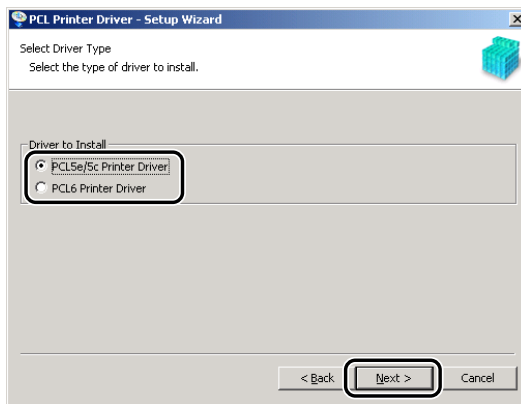 PCL Printer Driver - Setup Wizard
Select Driver Type
Select the type of driver to install.
Driver to Install
PCL5e/5c Printer Driver
PCL6 Printer Driver
< Back Next > Cancel